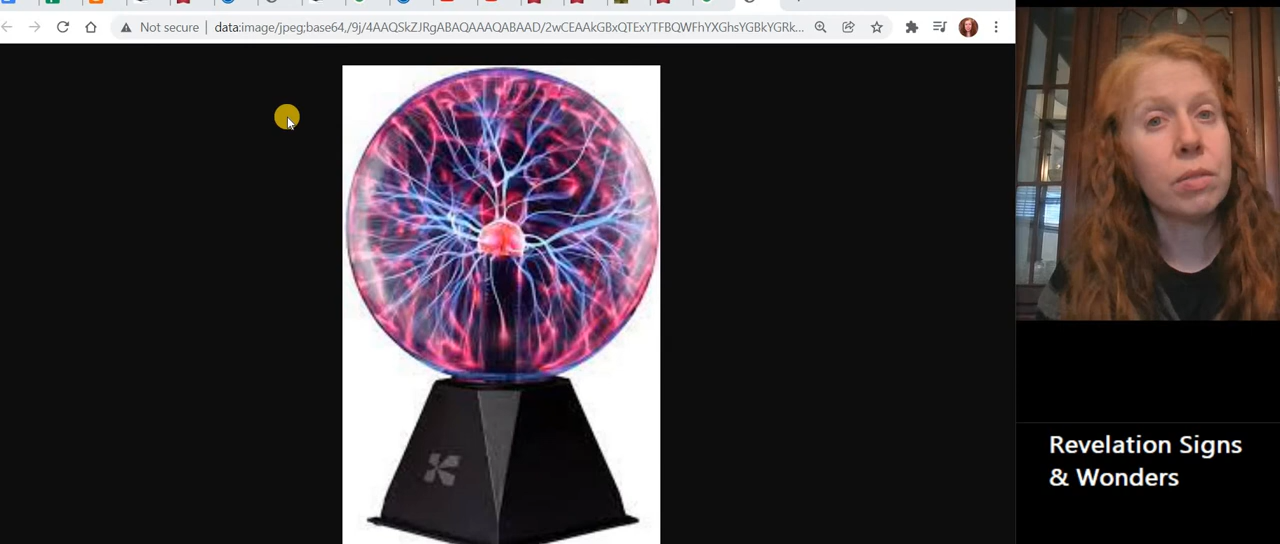 Not secure | data:image/jpeg;base64,/9j/4AAQSkZJRgABAQAAAQABAAD/2wCEAAkGBxQTExYTFBQWFhYXGhsYGBkYGRk...
Revelation Signs
& Wonders